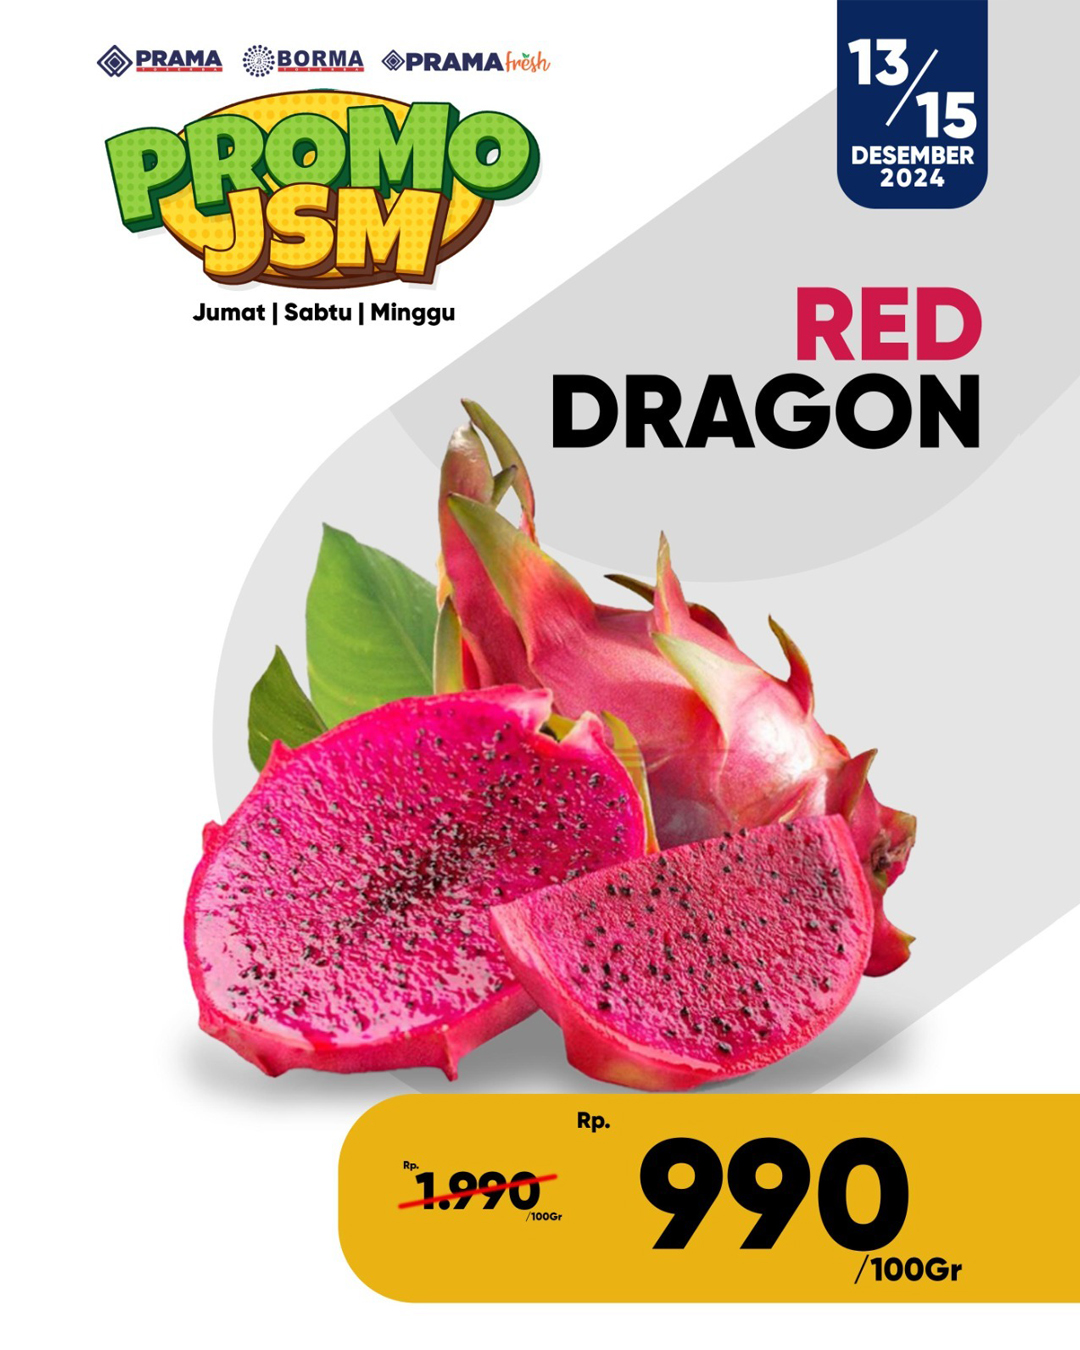 PRAMA BORMA PRAMA fresh
13/15
DESEMBER
2024
PROMO
JSM
Jumat | Sabtu | Minggu
RED
DRAGON
Rp.
1.990
/100Gr
Rp.
990
/100Gr